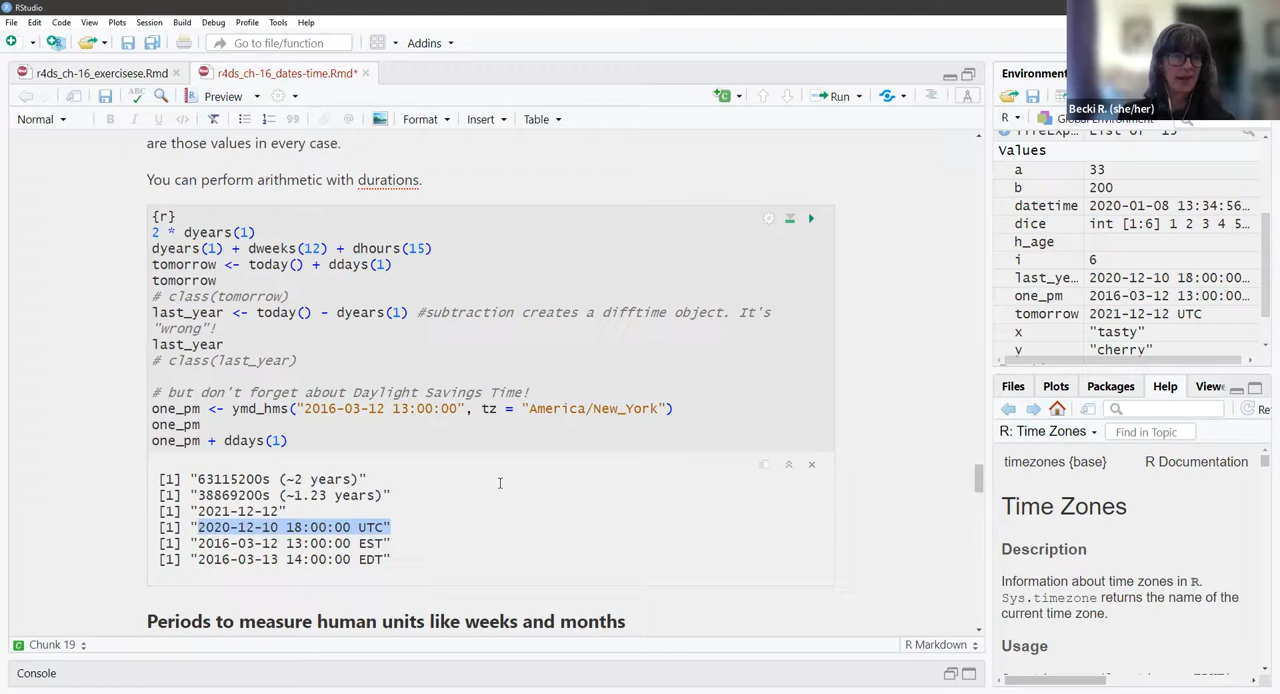 RStudio
File Edit Code View Plots Session Build Debug Profile Tools Help
Go to file/function
Addins
r4ds_ch-16_exercisese.Rmd
r4ds_ch-16_dates-time.Rmd*
Preview
Run
Normal
B I U
Format
Insert
Table
are those values in every case.
You can perform arithmetic with durations.
{r}
2 * dyears(1)
dyears(1) + dweeks(12) + dhours(15)
tomorrow <- today() + ddays(1)
tomorrow
# class(tomorrow)
last_year <- today() - dyears(1) #subtraction creates a difftime object. It's
"wrong"!
last_year
# class(last_year)
# but don't forget about Daylight Savings Time!
one_pm <- ymd_hms("2016-03-12 13:00:00", tz = "America/New_York")
one_pm
one_pm + ddays(1)
[1] "63115200s (~2 years)"
[1] "38869200s (~1.23 years)"
[1] "2021-12-12"
[1] "2020-12-10 18:00:00 UTC"
[1] "2016-03-12 13:00:00 EST"
[1] "2016-03-13 14:00:00 EDT"
Periods to measure human units like weeks and months
Chunk 19
R Markdown
Console
Becki R. (she/her)
R
Values
a 33
b 200
datetime 2020-01-08 13:34:56…
dice int [1:6] 1 2 3 4 5…
h_age
i 6
last_ye… 2020-12-10 18:00:00…
one_pm 2016-03-12 13:00:00…
tomorrow 2021-12-12 UTC
x "tasty"
y "cherry"
Files Plots Packages Help
R: Time Zones
Find in Topic
timezones {base} R Documentation
Time Zones
Description
Information about time zones in R.
Sys.timezone returns the name of the
current time zone.
Usage